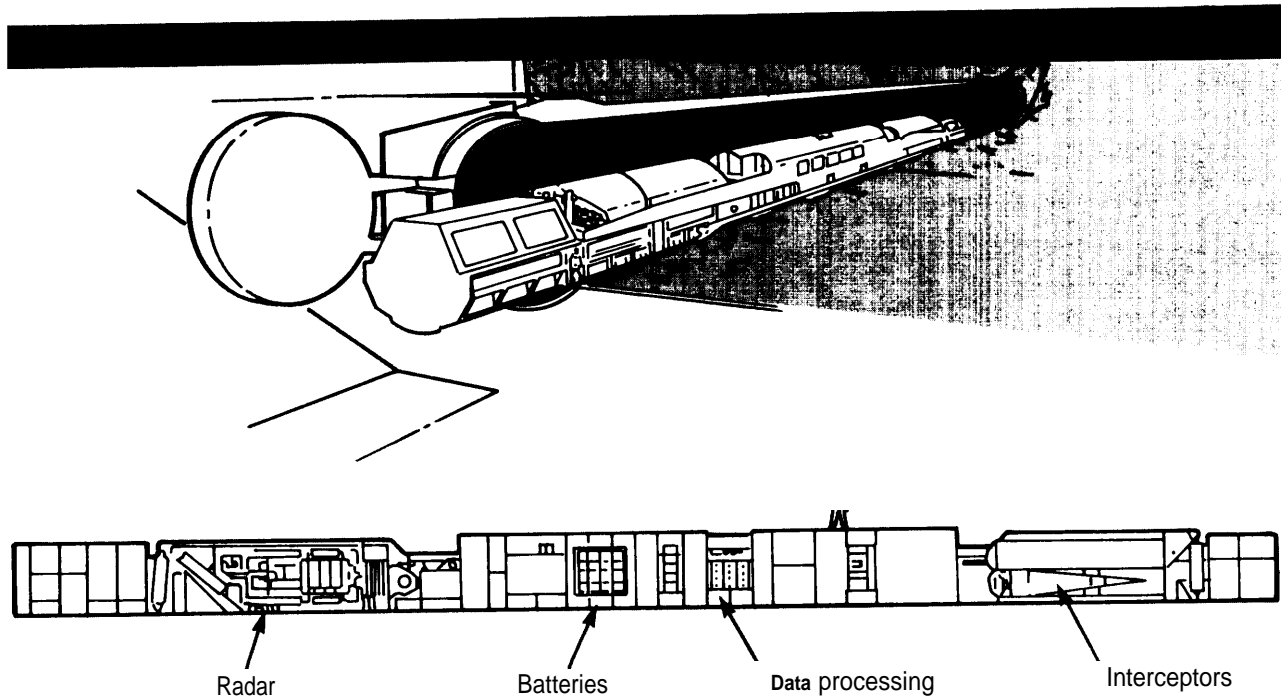 Radar
Batteries
Data processing
Interceptors